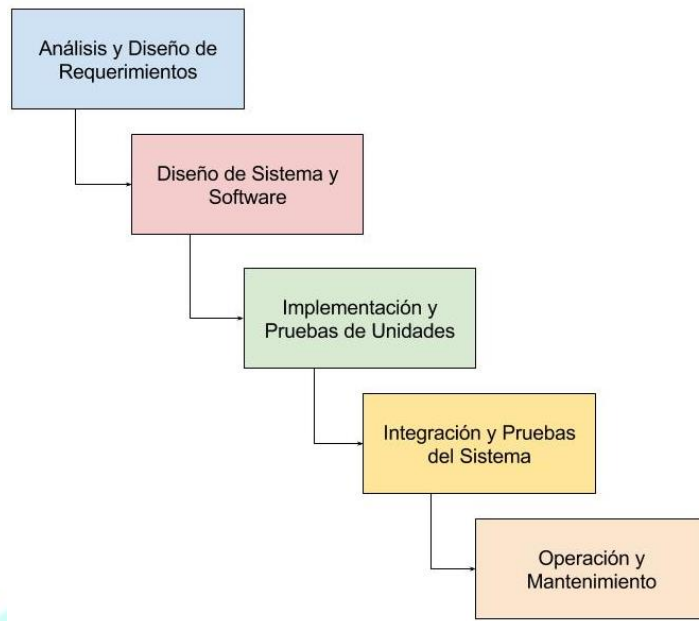 Análisis y Diseño de
Requerimientos
Diseño de Sistema y
Software
Implementación y
Pruebas de Unidades
Integración y Pruebas
del Sistema
Operación y
Mantenimiento